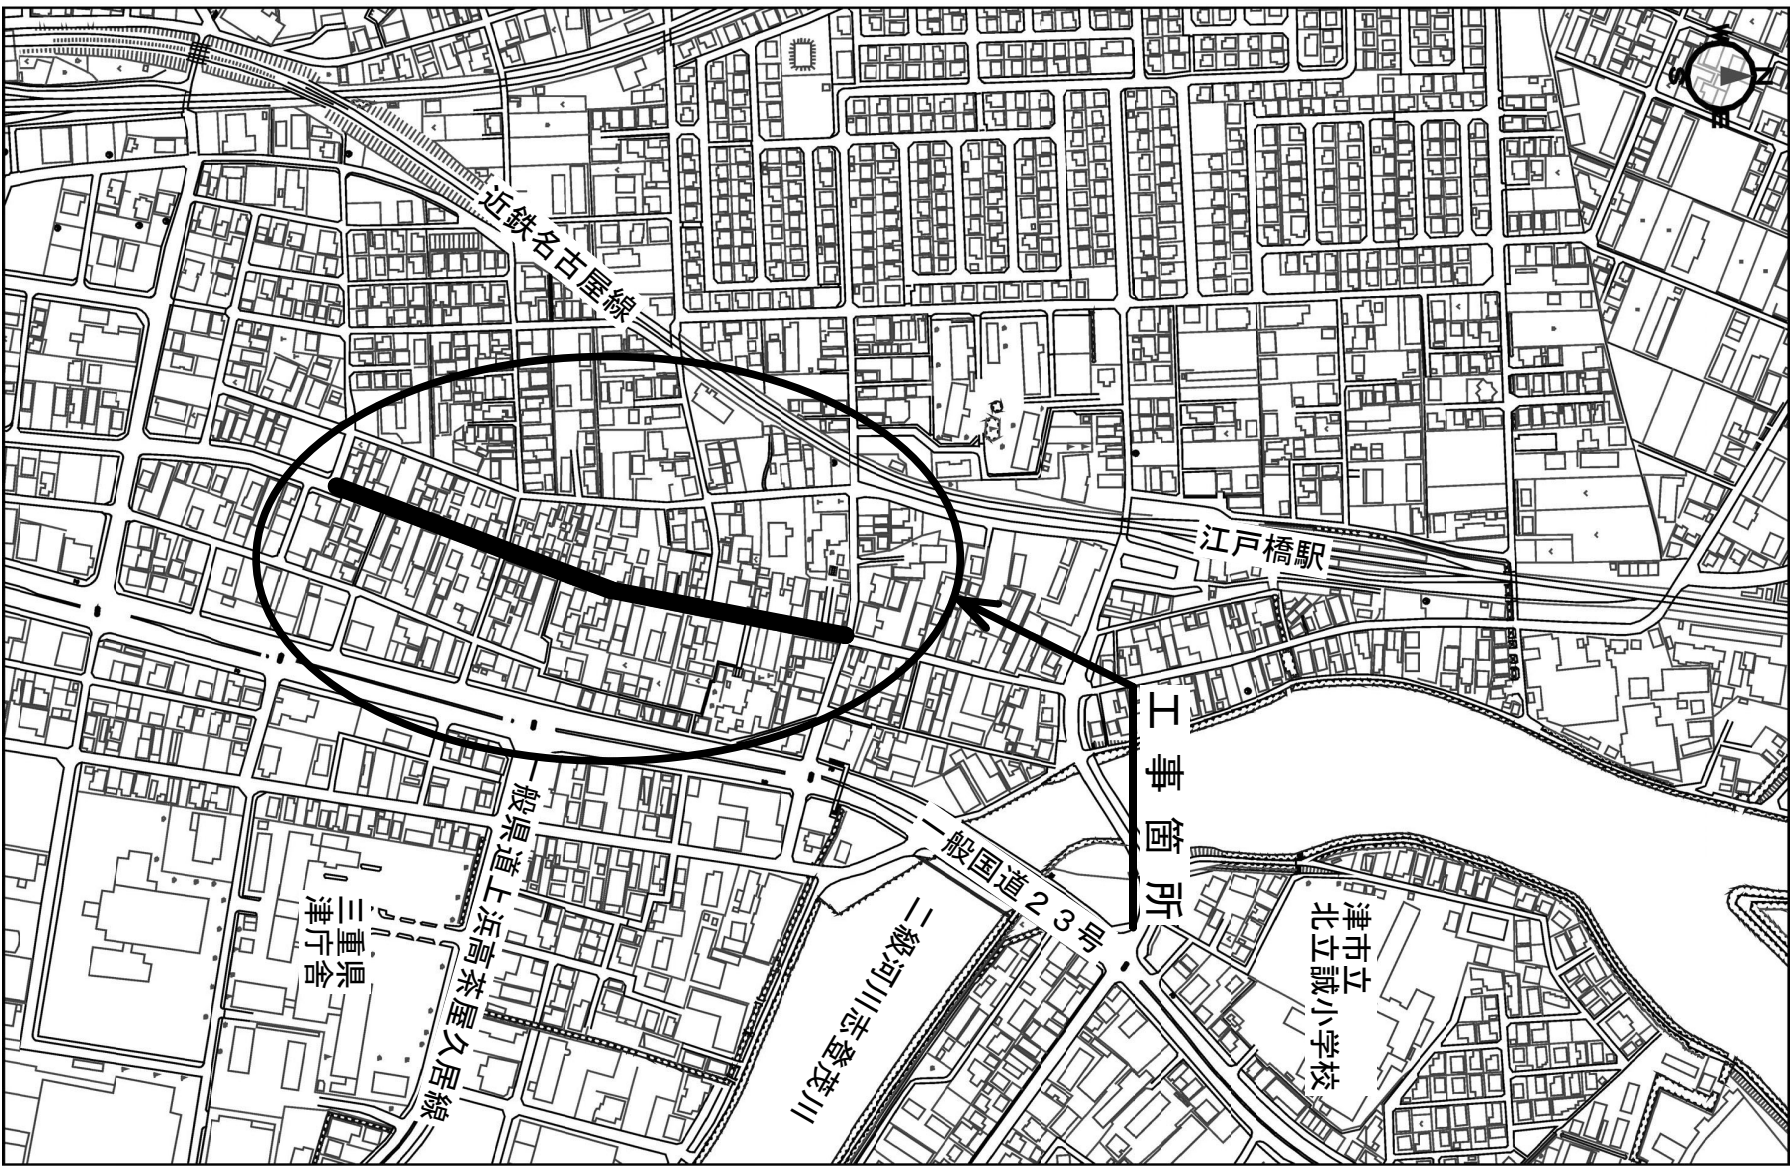 W
N
S
E
近鉄名古屋線
江戸橋駅
工事箇所
一般国道23号
二級河川志登茂川
津市立
北立誠小学校
一般県道上浜高茶屋久居線
三重県
津庁舎